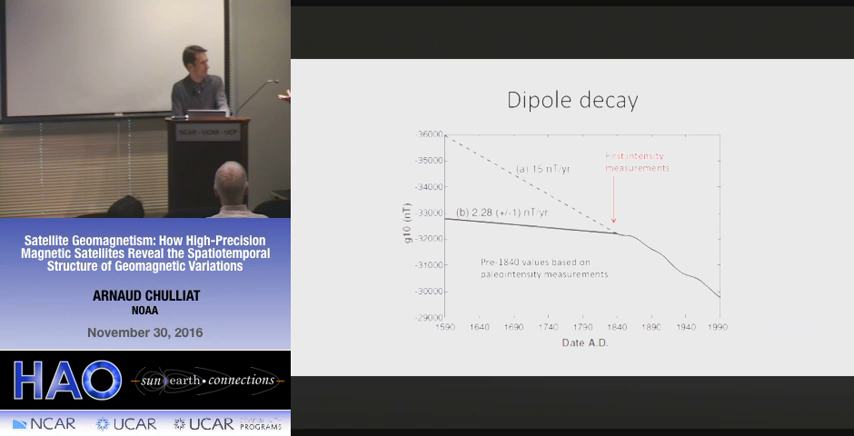 NCAR - UCAR - UCP
Satellite Geomagnetism: How High-Precision
Magnetic Satellites Reveal the Spatiotemporal
Structure of Geomagnetic Variations
ARNAUD CHULLIAT
NOAA
November 30, 2016
HAO
sun earth • connections
NCAR
UCAR
UCAR
PROGRAMS
Dipole decay
g10 (nT)
-36000
-35000
-34000
-33000
-32000
-31000
-30000
-29000
(a) 15 nT/yr
First intensity
measurements
(b) 2.28 (+/-1) nT/yr
Pre-1840 values based on
paleointensity measurements
1590 1640 1690 1740 1790 1840 1890 1940 1990
Date A.D.